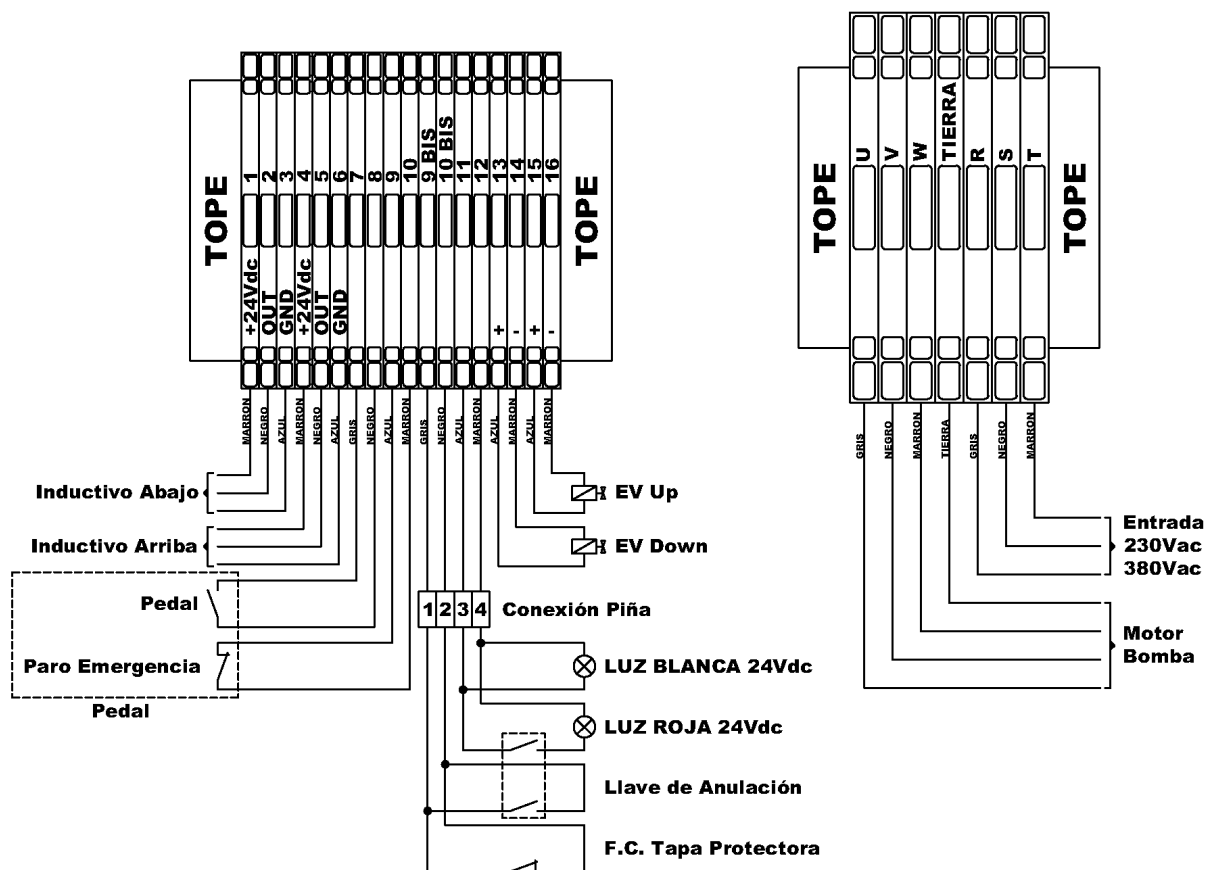 TOPE
1
2
3
4
5
6
7
8
9
10
9 BIS
10 BIS
11
12
13
14
15
16
TOPE
+24Vdc
OUT
GND
+24Vdc
OUT
GND
+
-
+
-
MARRON
NEGRO
AZUL
MARRON
NEGRO
AZUL
GRIS
NEGRO
AZUL
MARRON
GRIS
NEGRO
AZUL
MARRON
AZUL
MARRON
AZUL
MARRON
Inductivo Abajo
Inductivo Arriba
Pedal
Paro Emergencia
Pedal
EV Up
EV Down
1 2 3 4
Conexión Piña
LUZ BLANCA 24Vdc
LUZ ROJA 24Vdc
Llave de Anulación
F.C. Tapa Protectora
TOPE
U
V
W
TIERRA
R
S
T
TOPE
GRIS
NEGRO
MARRON
TIERRA
GRIS
NEGRO
MARRON
Entrada
230Vac
380Vac
Motor
Bomba